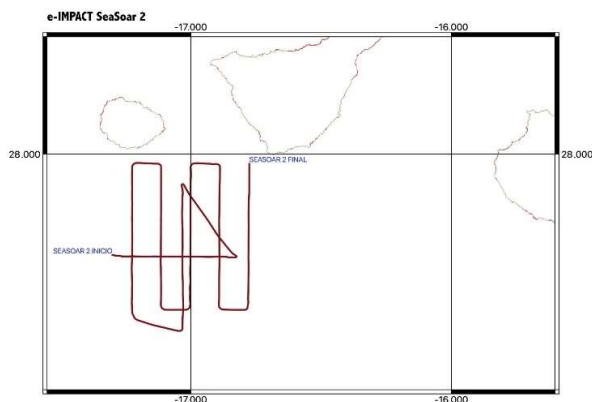 e-IMPACT SeaSoar 2
-17.000
-16.000
28.000
28.000
SEASOAR 2 FINAL
SEASOAR 2 INICIO
-17.000
-16.000